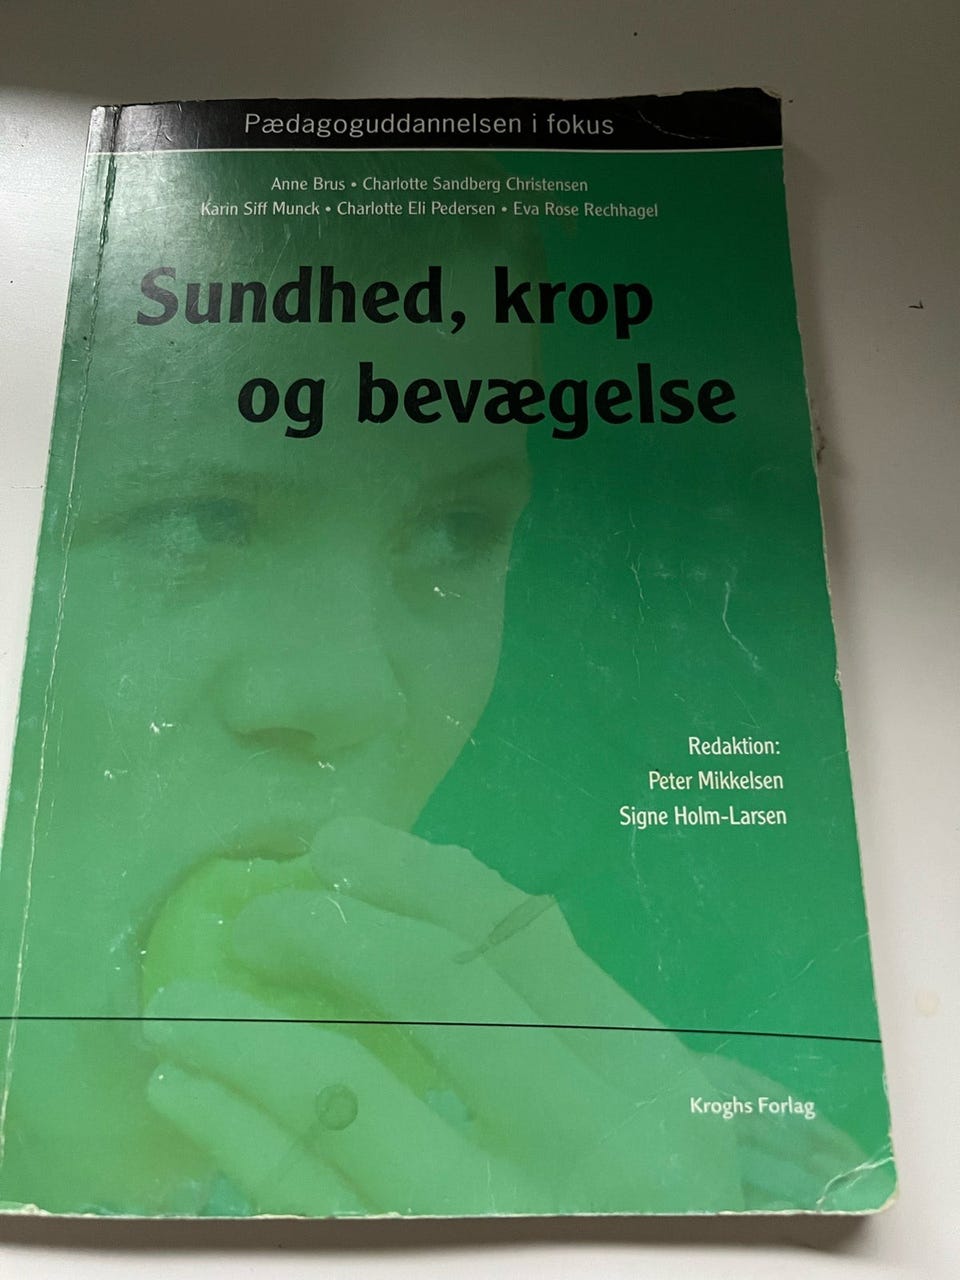 Pædagoguddannelsen i fokus
Anne Brus • Charlotte Sandberg Christensen
Karin Siff Munck • Charlotte Eli Pedersen • Eva Rose Rechhagel
Sundhed, krop
og bevægelse
Redaktion:
Peter Mikkelsen
Signe Holm-Larsen
Kroghs Forlag